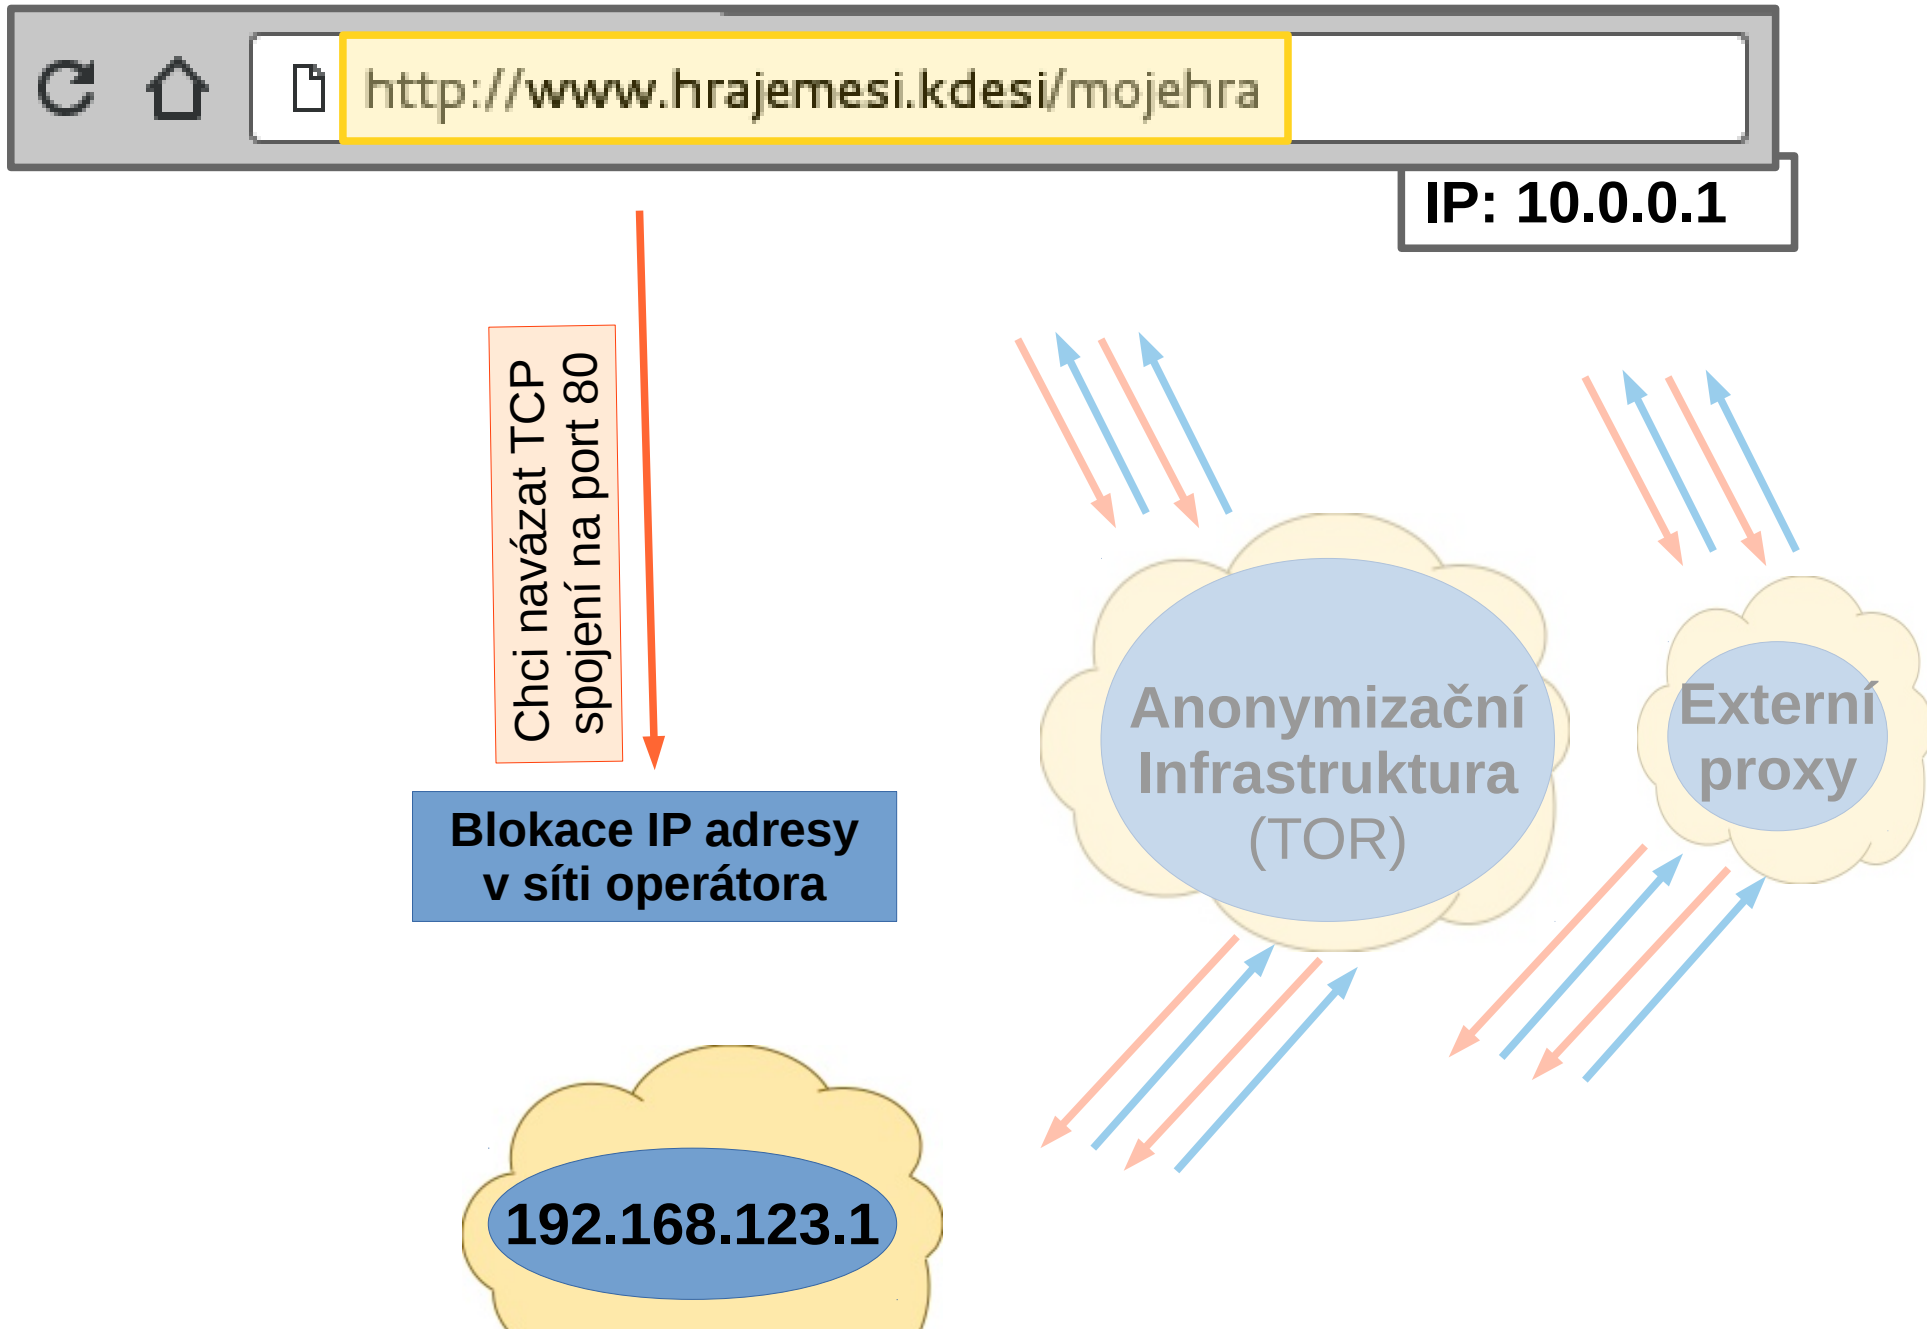 http://www.hrajemesi.kdesi/mojehra
IP: 10.0.0.1
Chci navázat TCP
spojení na port 80
Anonymizační
Infrastruktura
(TOR)
Externí
proxy
Blokace IP adresy
v síti operátora
192.168.123.1